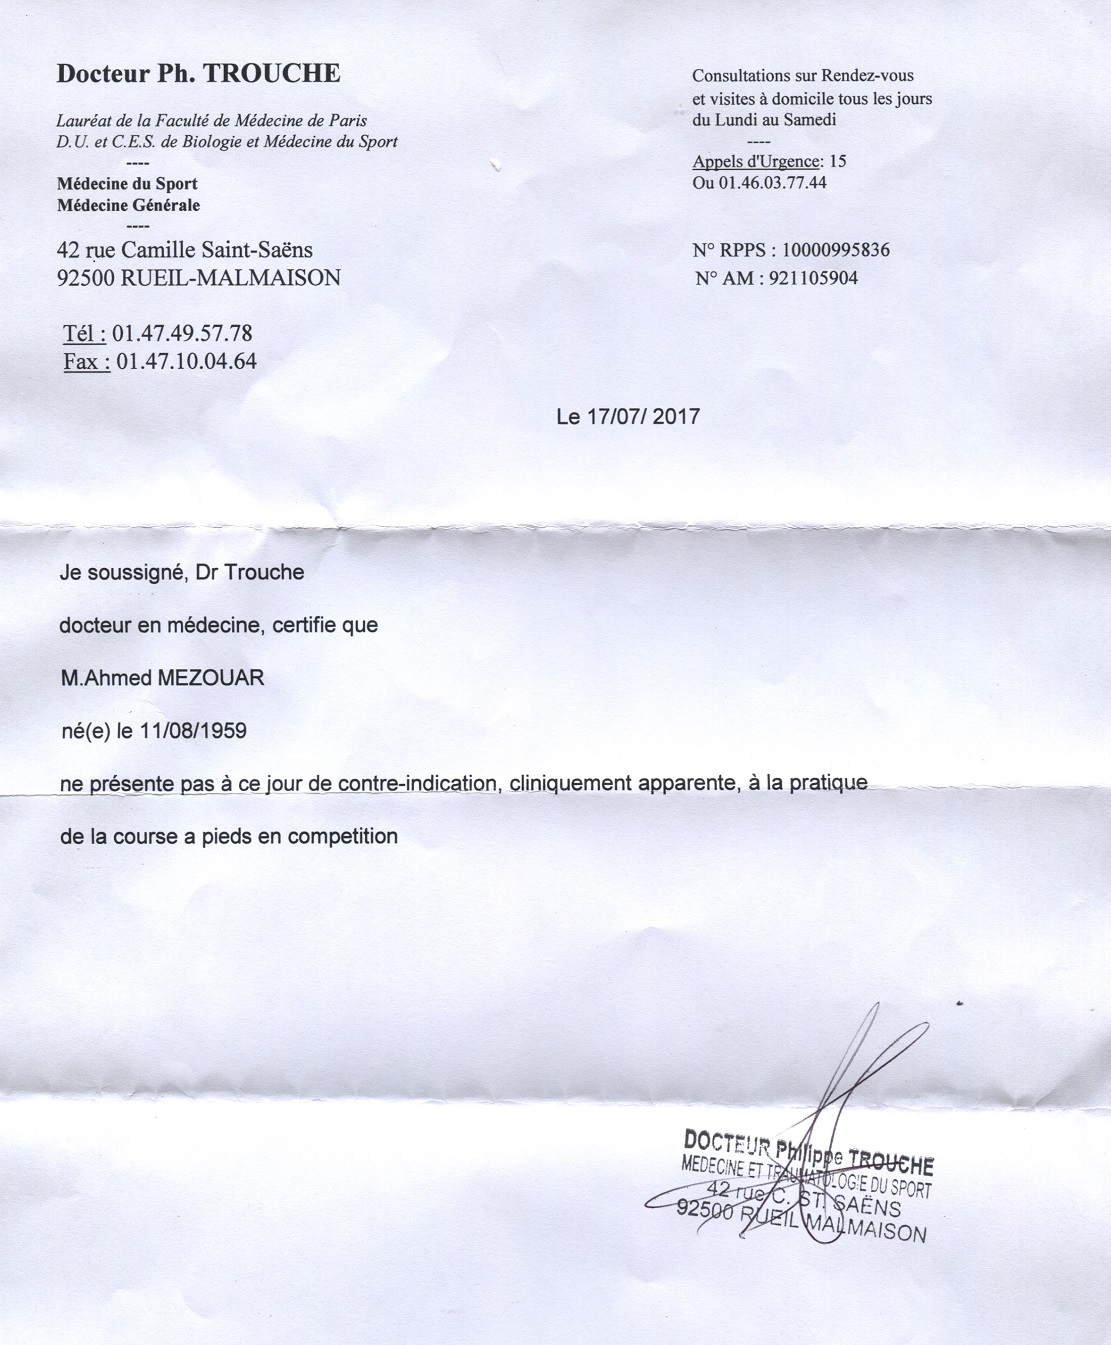 Docteur Ph. TROUCHE
Lauréat de la Faculté de Médecine de Paris
D.U. et C.E.S. de Biologie et Médecine du Sport
----
Médecine du Sport
Médecine Générale
----
42 rue Camille Saint-Saëns
92500 RUEIL-MALMAISON
Tél : 01.47.49.57.78
Fax : 01.47.10.04.64
Consultations sur Rendez-vous
et visites à domicile tous les jours
du Lundi au Samedi
----
Appels d'Urgence: 15
Ou 01.46.03.77.44
N° RPPS : 10000995836
N° AM : 921105904
Le 17/07/ 2017
Je soussigné, Dr Trouche
docteur en médecine, certifie que
M.Ahmed MEZOUAR
né(e) le 11/08/1959
ne présente pas à ce jour de contre-indication, cliniquement apparente, à la pratique
de la course a pieds en competition
DOCTEUR Philippe TROUCHE
MEDECINE ET TRAUMATOLOGIE DU SPORT
42 rue C. ST. SAËNS
92500 RUEIL MALMAISON